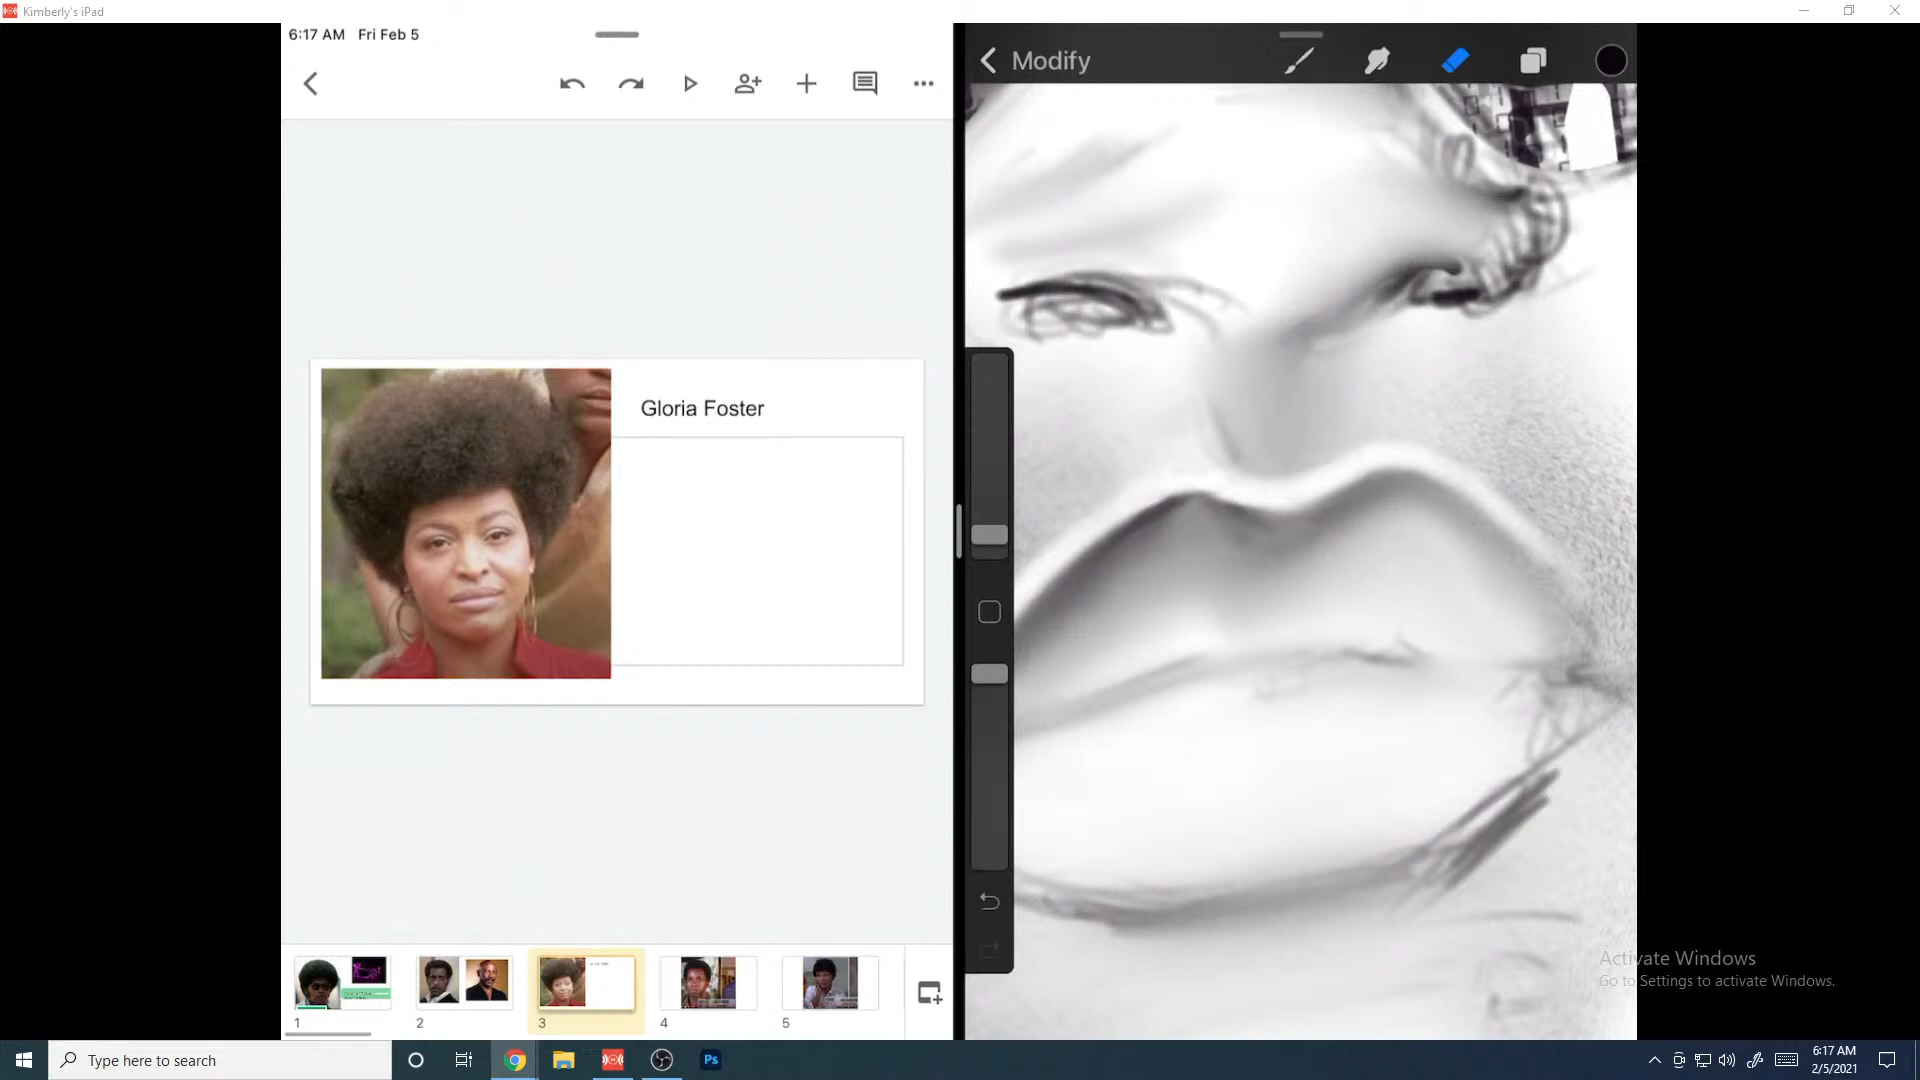 Kimberly's iPad
6:17 AM Fri Feb 5
Modify
Gloria Foster
1
2
3
4
5
Activate Windows
Go to Settings to activate Windows.
Type here to search
Ps
6:17 AM
2/5/2021